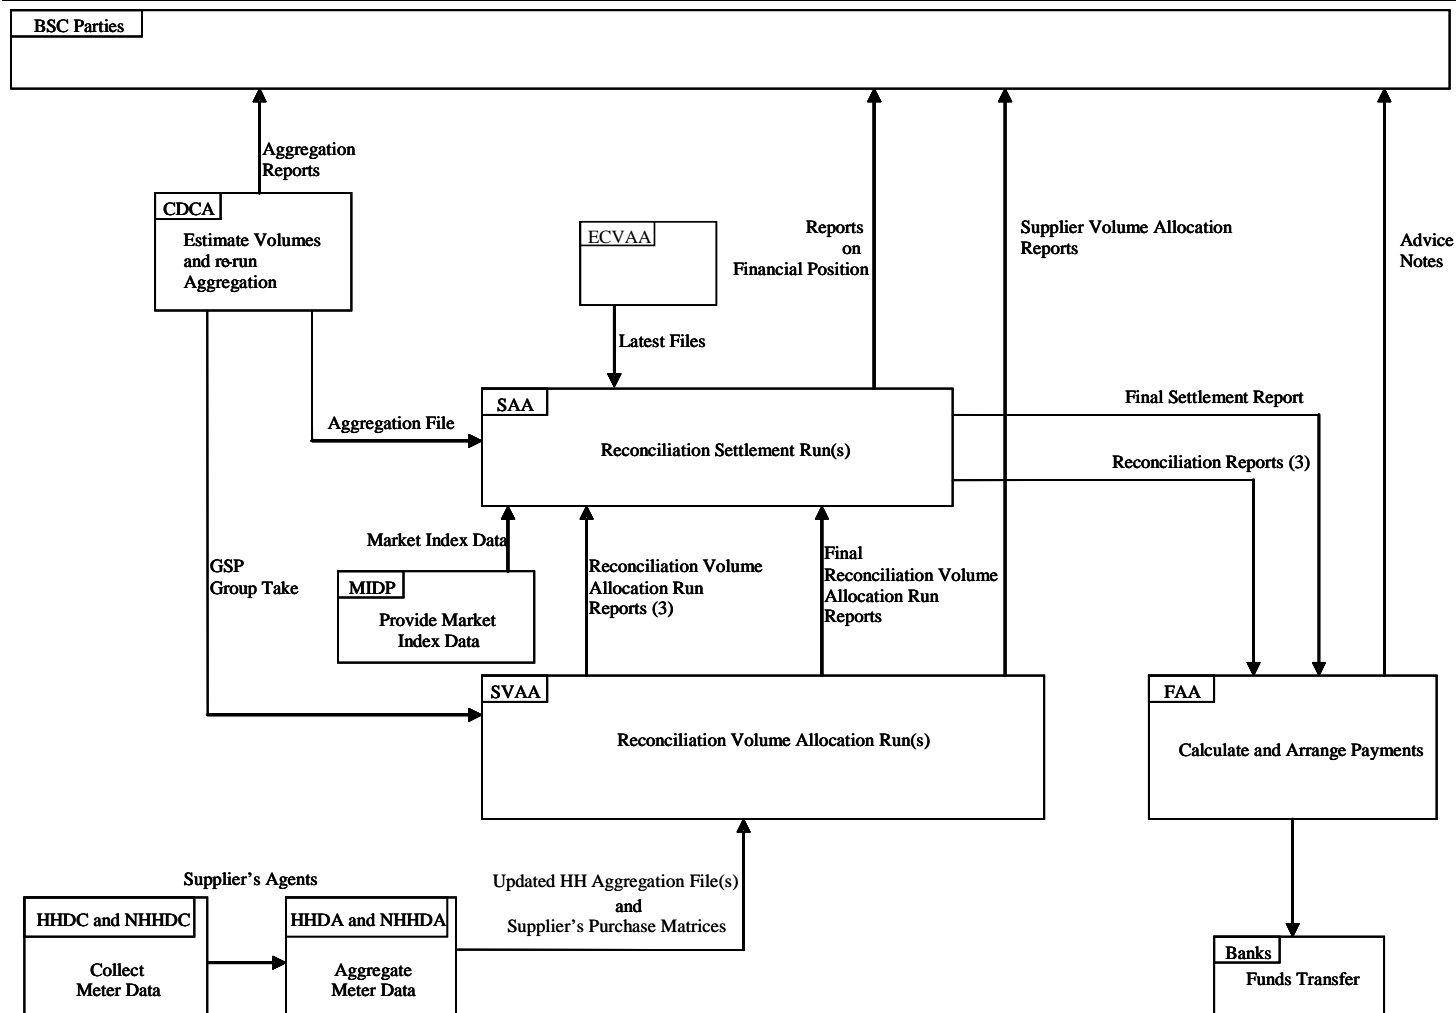 BSC Parties
Aggregation
Reports
CDCA
Estimate Volumes
and re-run
Aggregation
ECVAA
Reports
on
Financial Position
Supplier Volume Allocation
Reports
Advice
Notes
Latest Files
SAA
Reconciliation Settlement Run(s)
Aggregation File
Final Settlement Report
Reconciliation Reports (3)
Market Index Data
GSP
Group Take
MIDP
Provide Market
Index Data
Reconciliation Volume
Allocation Run
Reports (3)
Final
Reconciliation Volume
Allocation Run
Reports
SVAA
Reconciliation Volume Allocation Run(s)
FAA
Calculate and Arrange Payments
Supplier's Agents
Updated HH Aggregation File(s)
and
Supplier's Purchase Matrices
HHDC and NHHDC
Collect
Meter Data
HHDA and NHHDA
Aggregate
Meter Data
Banks
Funds Transfer